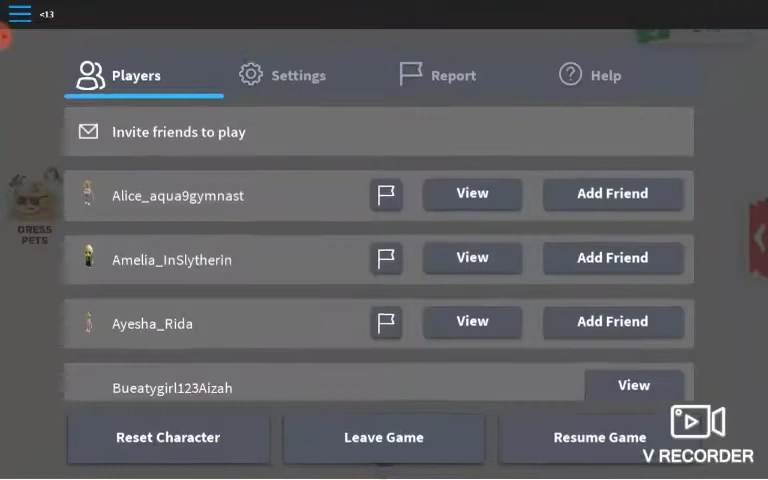 <13
Players
Settings
Report
Help
Invite friends to play
Alice_aqua9gymnast
View
Add Friend
Amelia_InSlytherin
View
Add Friend
Ayesha_Rida
View
Add Friend
Bueatygirl123Aizah
View
DRESS
PETS
Reset Character
Leave Game
Resume Game
V RECORDER